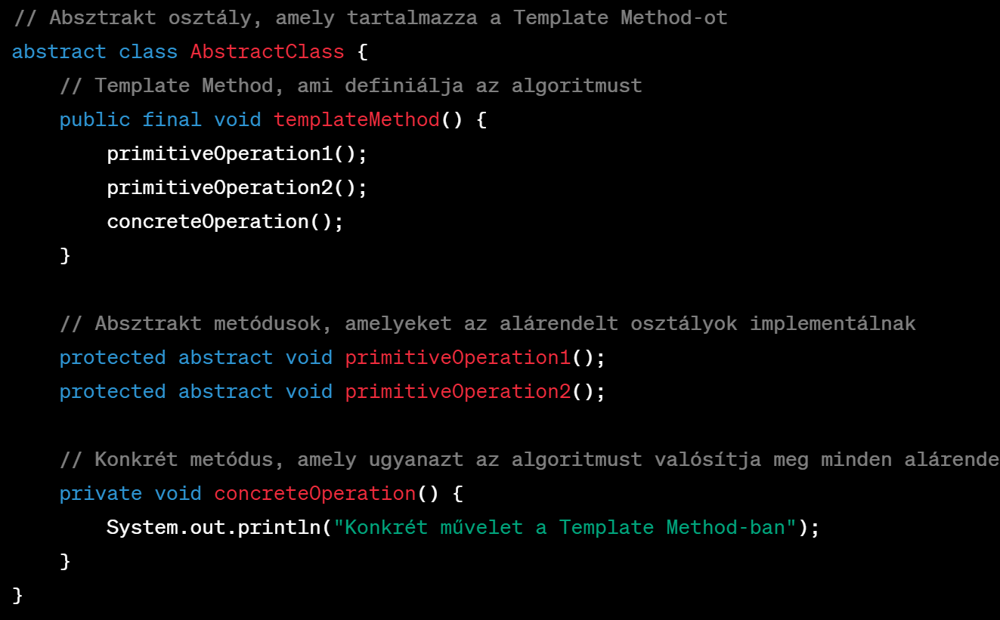 // Absztrakt osztály, amely tartalmazza a Template Method-ot
abstract class AbstractClass {
    // Template Method, ami definiálja az algoritmust
    public final void templateMethod() {
        primitiveOperation1();
        primitiveOperation2();
        concreteOperation();
    }
    // Absztrakt metódusok, amelyeket az alárendelt osztályok implementálnak
    protected abstract void primitiveOperation1();
    protected abstract void primitiveOperation2();
    // Konkrét metódus, amely ugyanazt az algoritmust valósítja meg minden alárende
    private void concreteOperation() {
        System.out.println("Konkrét művelet a Template Method-ban");
    }
}